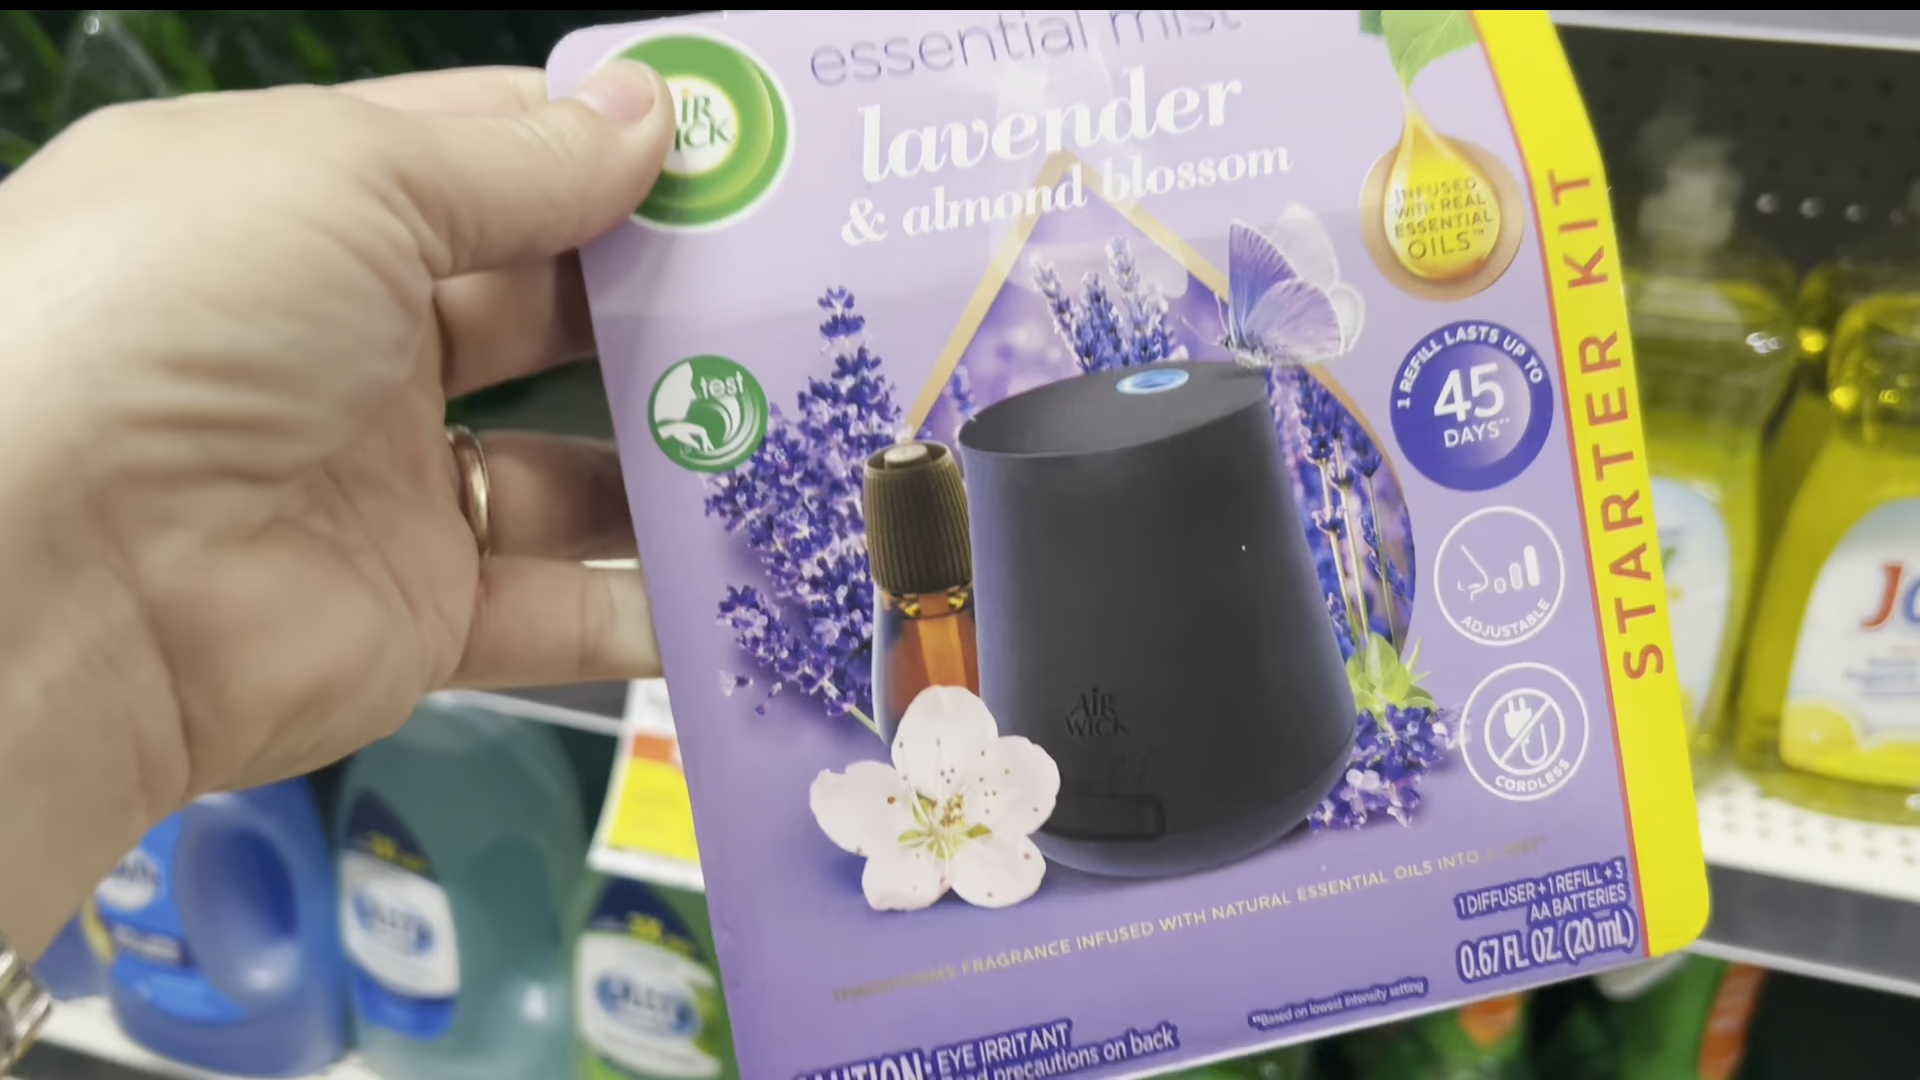 essential mist
AIR
WICK
lavender
& almond blossom
INFUSED
WITH REAL
ESSENTIAL
OILS™
test
1 REFILL LASTS UP TO
45
DAYS**
ADJUSTABLE
CORDLESS
STARTER KIT
AIR
WICK
FRAGRANCE INFUSED WITH NATURAL ESSENTIAL OILS INTO
1 DIFFUSER + 1 REFILL + 3
AA BATTERIES
0.67 FL. OZ. (20 mL)
**Based on lowest intensity setting
EYE IRRITANT
precautions on back